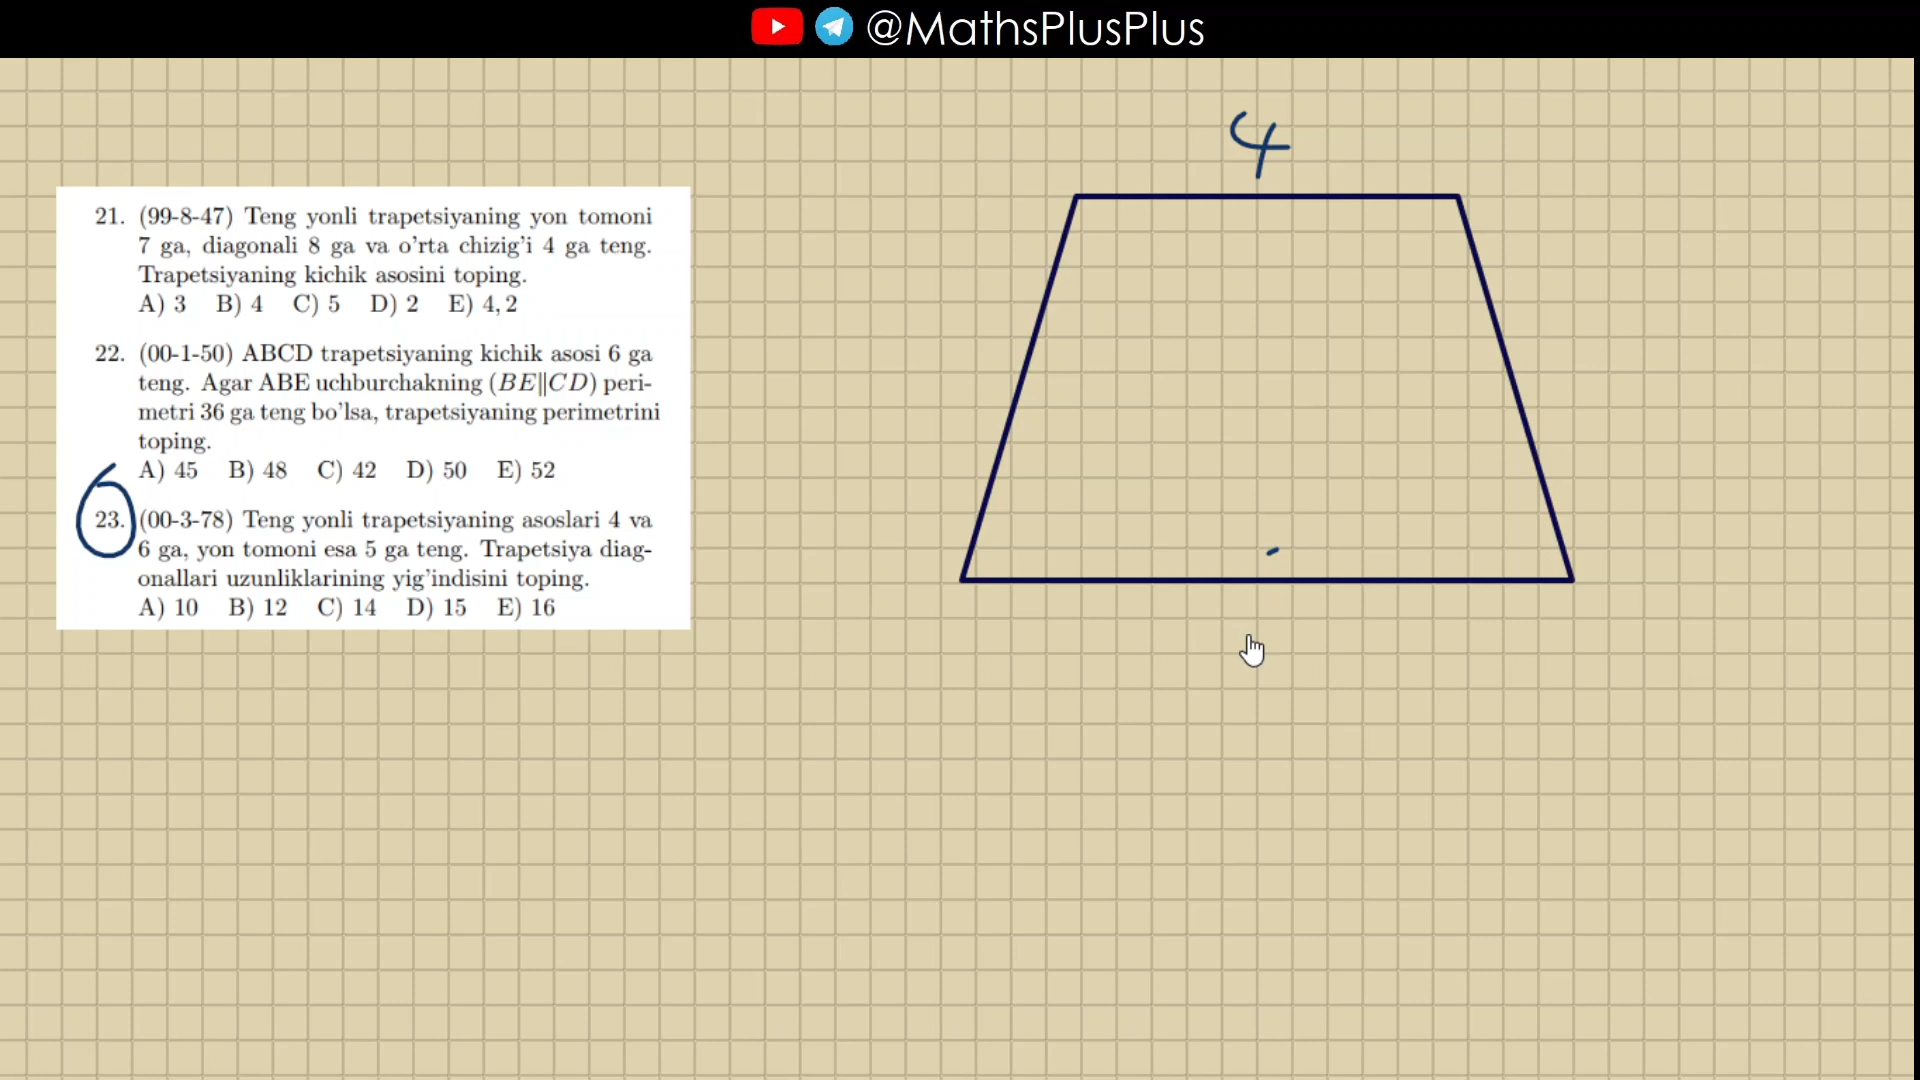 @MathsPlusPlus
4
21. (99-8-47) Teng yonli trapetsiyaning yon tomoni
7 ga, diagonali 8 ga va o'rta chizig'i 4 ga teng.
Trapetsiyaning kichik asosini toping.
A) 3 B) 4 C) 5 D) 2 E) 4, 2
22. (00-1-50) ABCD trapetsiyaning kichik asosi 6 ga
teng. Agar ABE uchburchakning (BE||CD) peri-
metri 36 ga teng bo'lsa, trapetsiyaning perimetrini
toping.
A) 45 B) 48 C) 42 D) 50 E) 52
23. (00-3-78) Teng yonli trapetsiyaning asoslari 4 va
6 ga, yon tomoni esa 5 ga teng. Trapetsiya diag-
onallari uzunliklarining yig'indisini toping.
A) 10 B) 12 C) 14 D) 15 E) 16